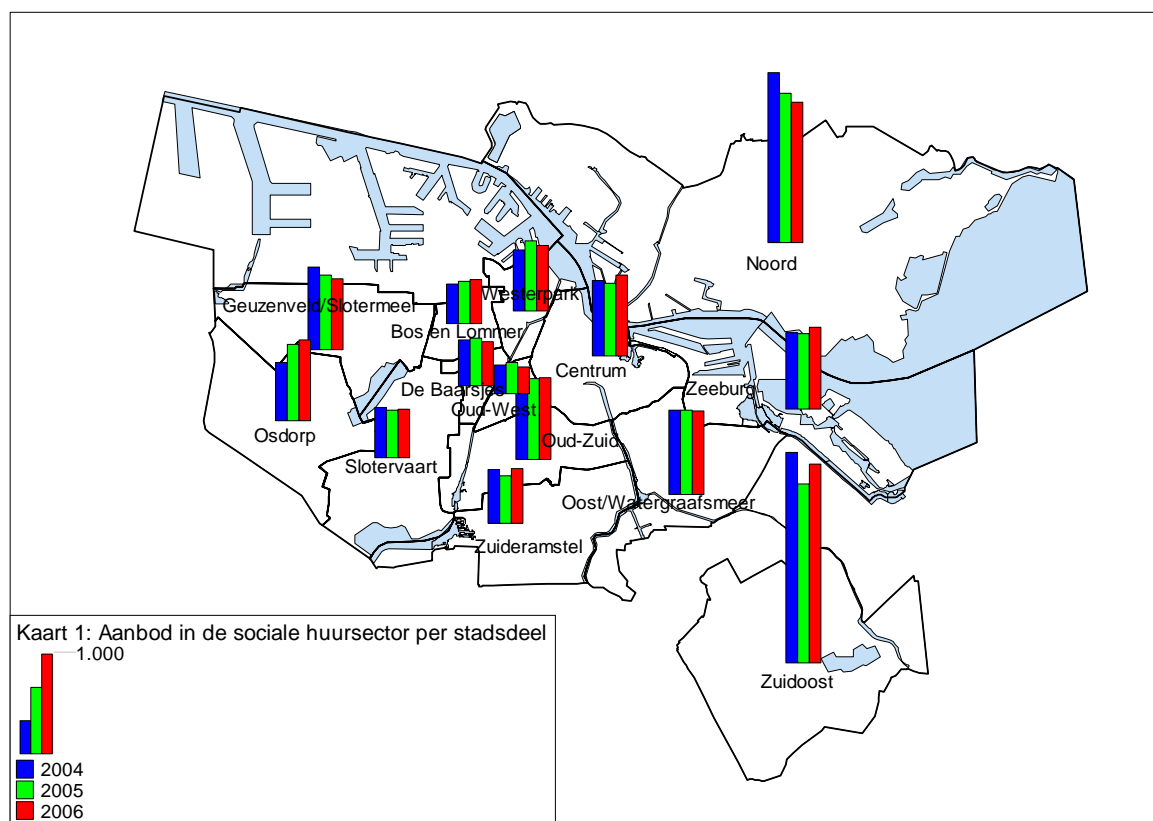 Noord
Westerpark
Geuzenveld/Slotermeer
Bos en Lommer
Centrum
De Baarsjes
Zeeburg
Oud-West
Osdorp
Oud-Zuid
Slotervaart
Oost/Watergraafsmeer
Zuideramstel
Zuidoost
Kaart 1: Aanbod in de sociale huursector per stadsdeel
1.000
2004
2005
2006